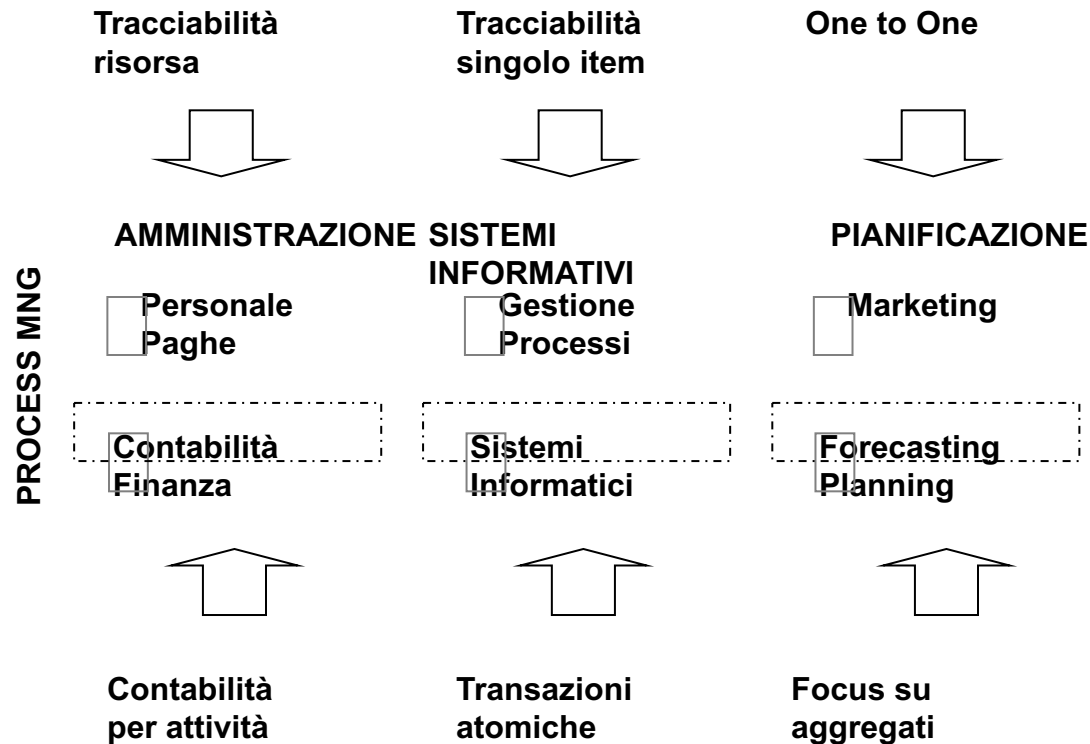 Tracciabilità
risorsa
Tracciabilità
singolo item
One to One
PROCESS MNG
AMMINISTRAZIONE
SISTEMI
INFORMATIVI
PIANIFICAZIONE
Personale
Paghe
Gestione
Processi
Marketing
Contabilità
Finanza
Sistemi
Informatici
Forecasting
Planning
Contabilità
per attività
Transazioni
atomiche
Focus su
aggregati